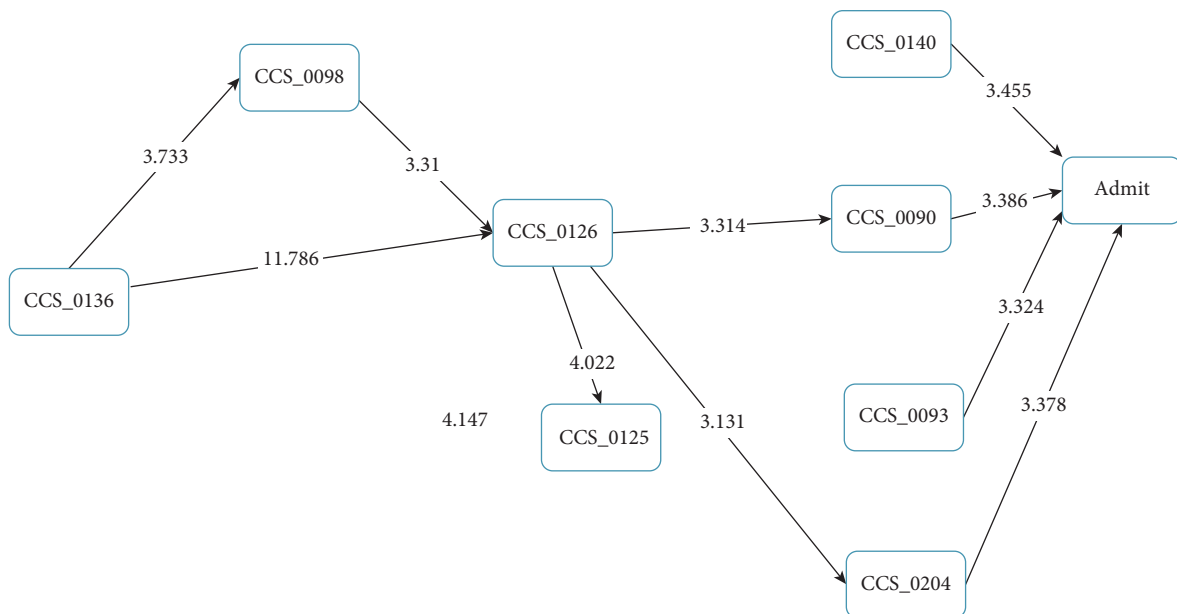 CCS_0140
CCS_0098
3.455
3.733
3.31
Admit
CCS_0090
3.386
CCS_0126
3.314
11.786
CCS_0136
3.324
4.022
3.378
CCS_0093
4.147
3.131
CCS_0125
CCS_0204